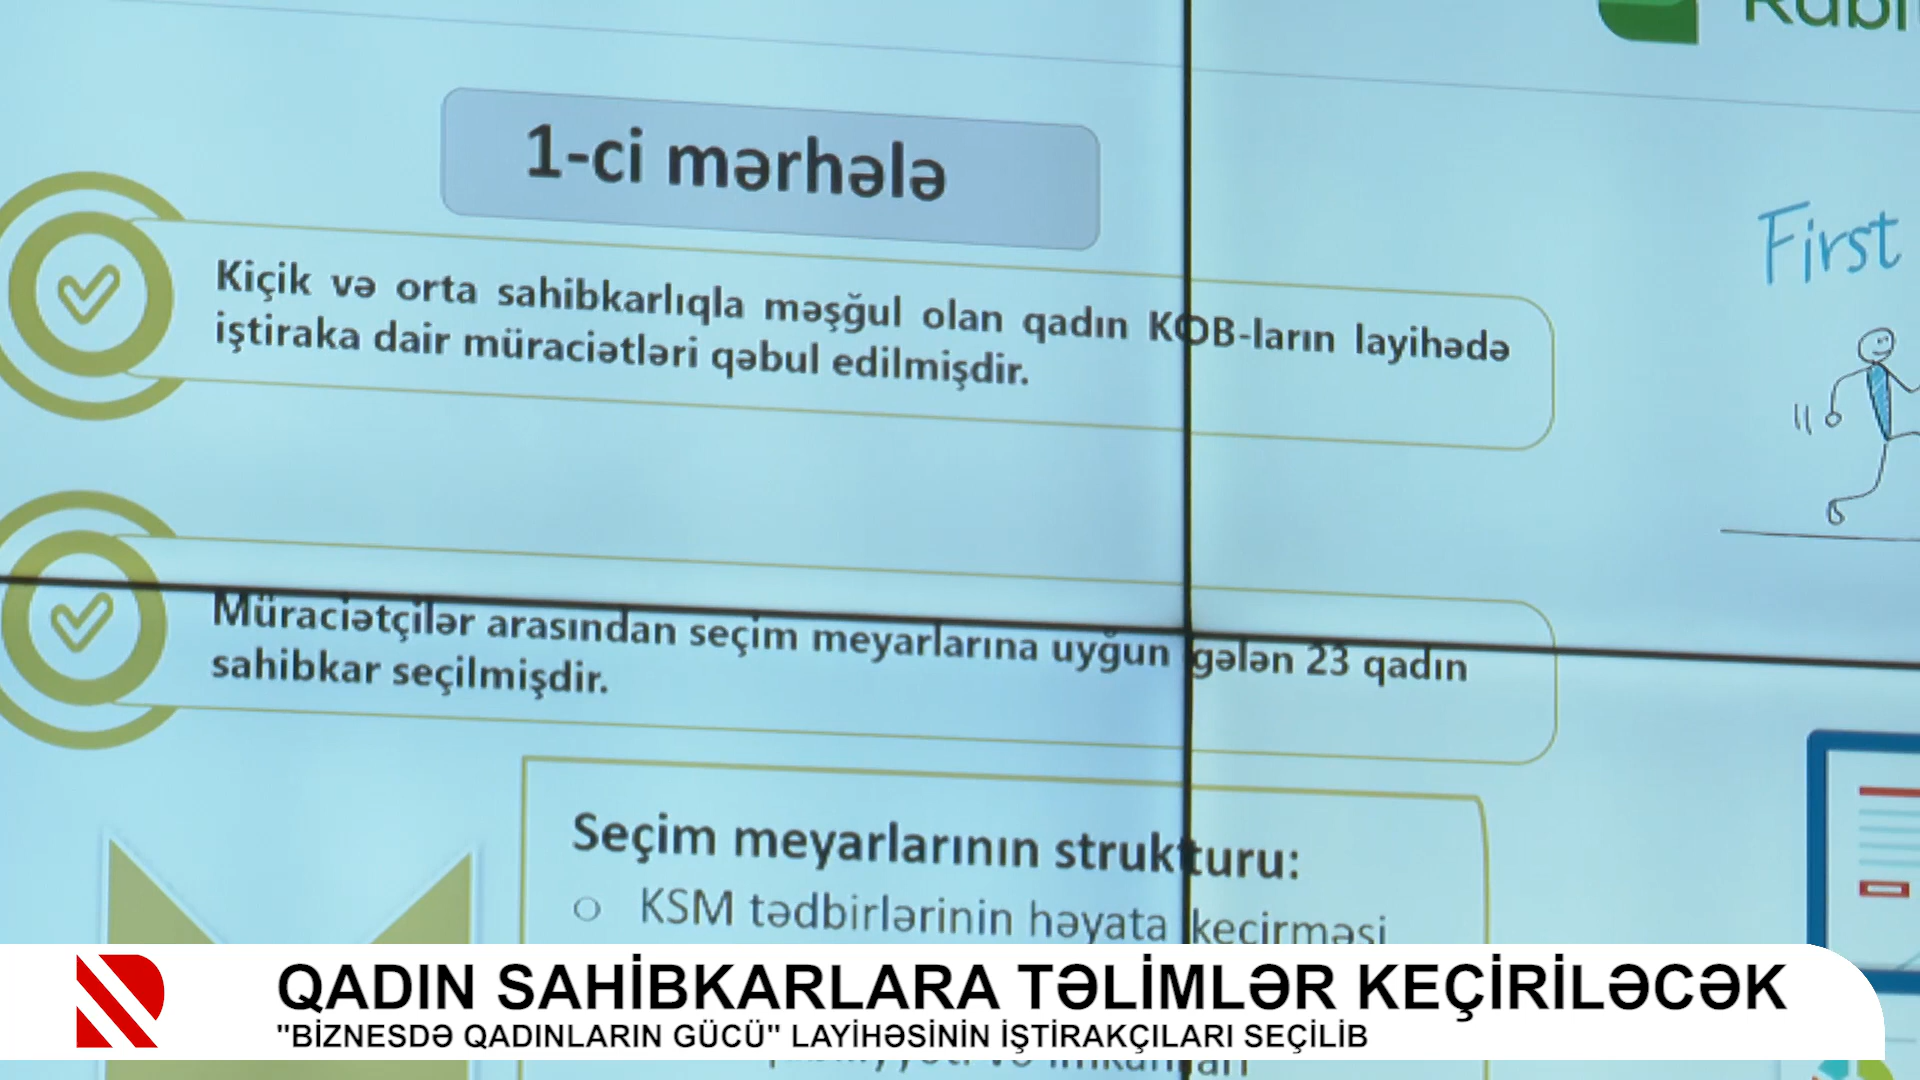 1-ci mərhələ
First
Kiçik və orta sahibkarlıqla məşğul olan qadın KOB-ların layihədə
iştiraka dair müraciətləri qəbul edilmişdir.
Müraciətçilər arasından seçim meyarlarına uyğun gələn 23 qadın
sahibkar seçilmişdir.
Seçim meyarlarının strukturu:
KSM tədbirlərinin həyata keçirməsi
QADIN SAHİBKARLARA TƏLİMLƏR KEÇİRİLƏCƏK
"BİZNESDƏ QADINLARIN GÜCÜ" LAYİHƏSİNİN İŞTİRAKÇILARI SEÇİLİB